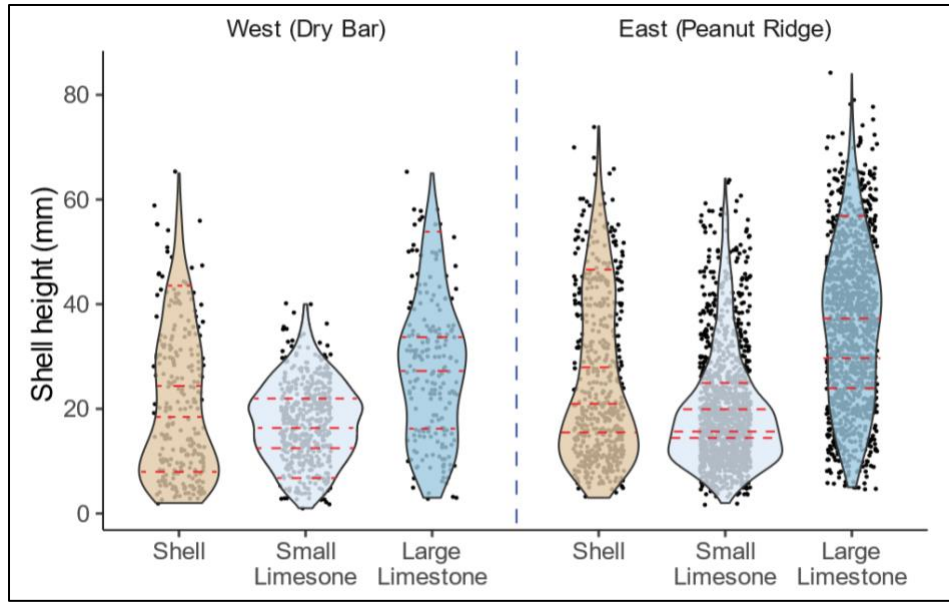 West (Dry Bar)
East (Peanut Ridge)
Shell height (mm)
80
60
40
20
0
Shell
Small
Limesone
Large
Limestone
Shell
Small
Limestone
Large
Limestone